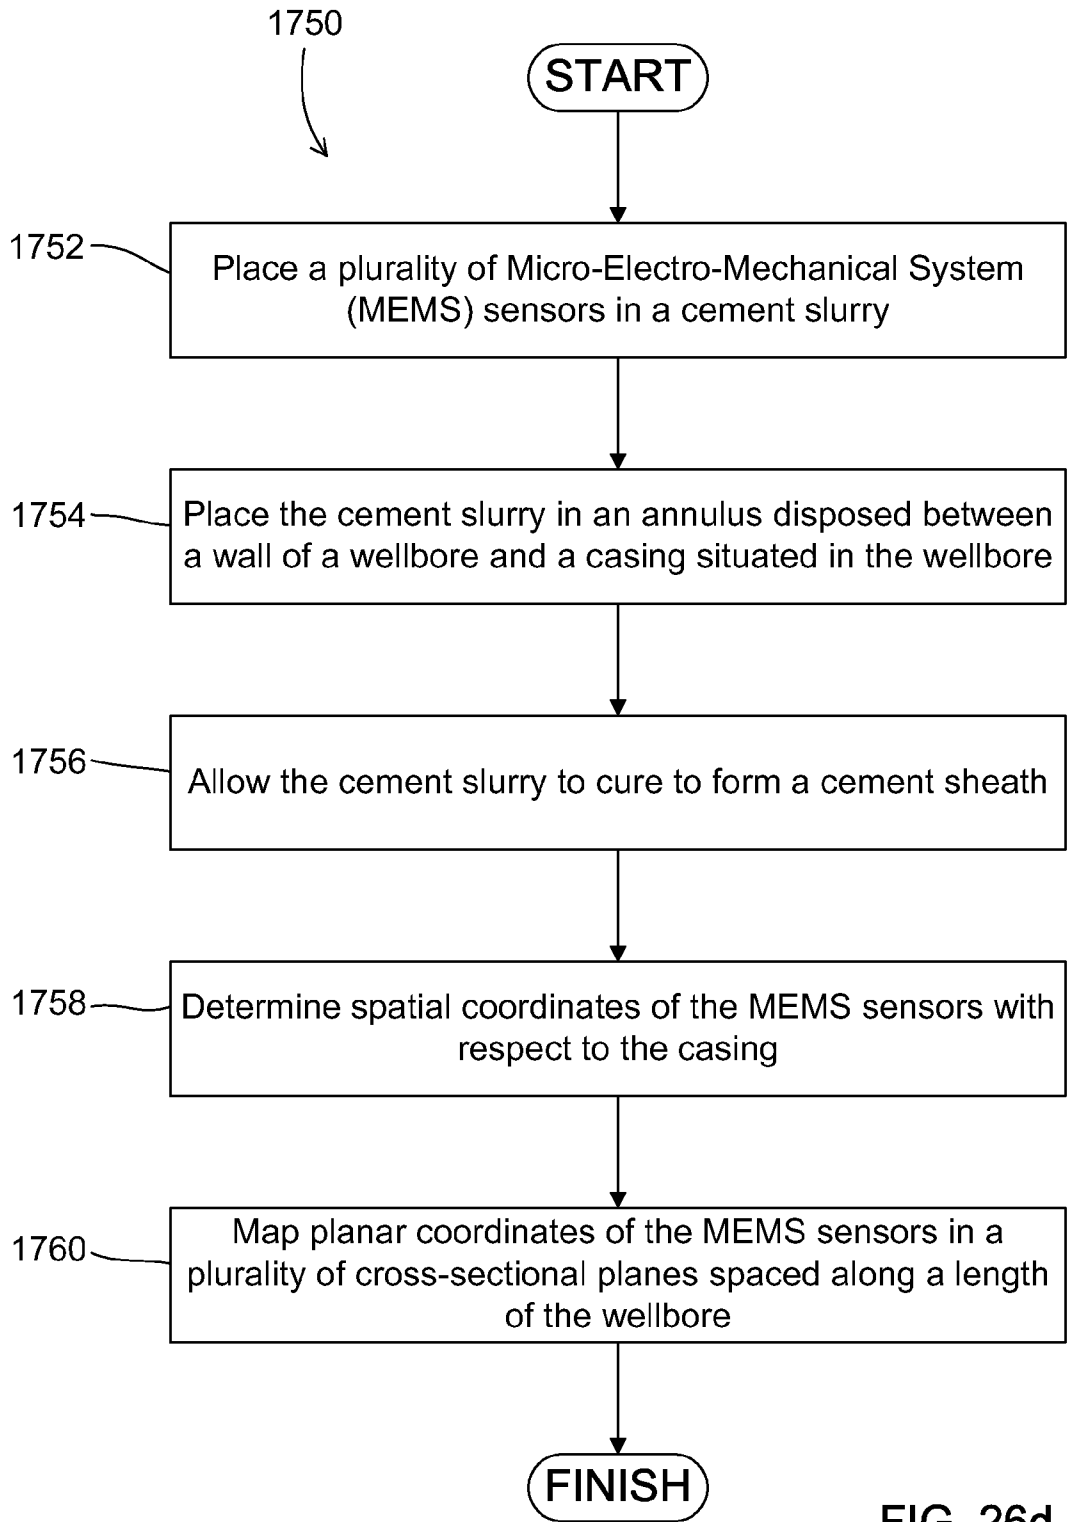 1750
START
1752
Place a plurality of Micro-Electro-Mechanical System
(MEMS) sensors in a cement slurry
1754
Place the cement slurry in an annulus disposed between
a wall of a wellbore and a casing situated in the wellbore
1756
Allow the cement slurry to cure to form a cement sheath
1758
Determine spatial coordinates of the MEMS sensors with
respect to the casing
1760
Map planar coordinates of the MEMS sensors in a
plurality of cross-sectional planes spaced along a length
of the wellbore
FINISH
FIG. 26d